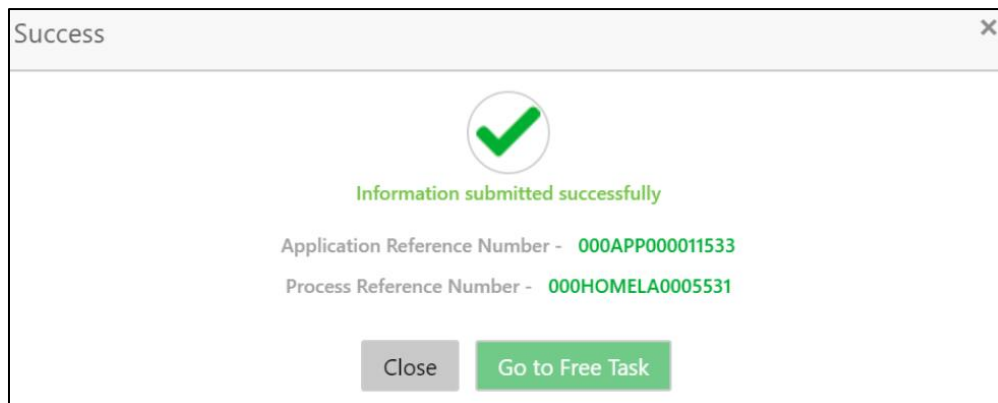 Success ×
Information submitted successfully
Application Reference Number - 000APP000011533
Process Reference Number - 000HOMELA0005531
Close Go to Free Task